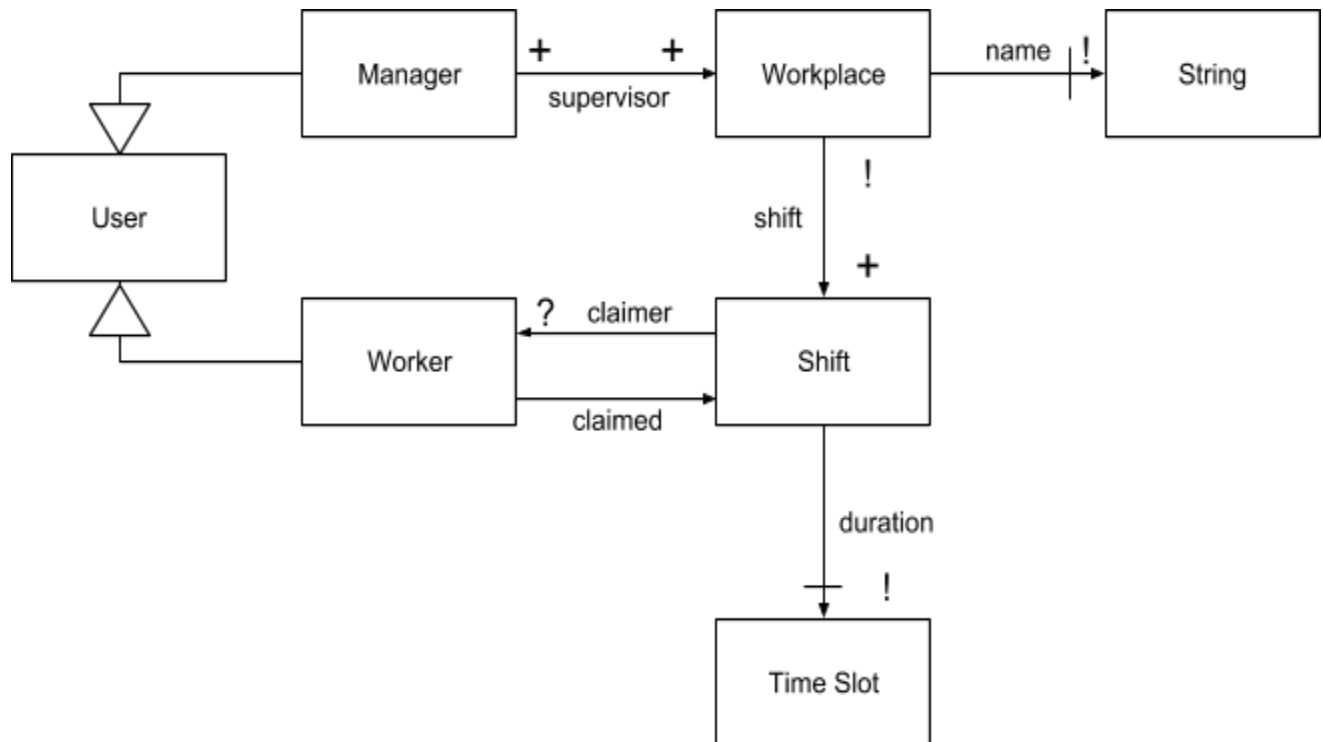 Manager
+
+
supervisor
Workplace
name
!
String
User
shift
!
+
Worker
?
claimer
claimed
Shift
duration
!
Time Slot